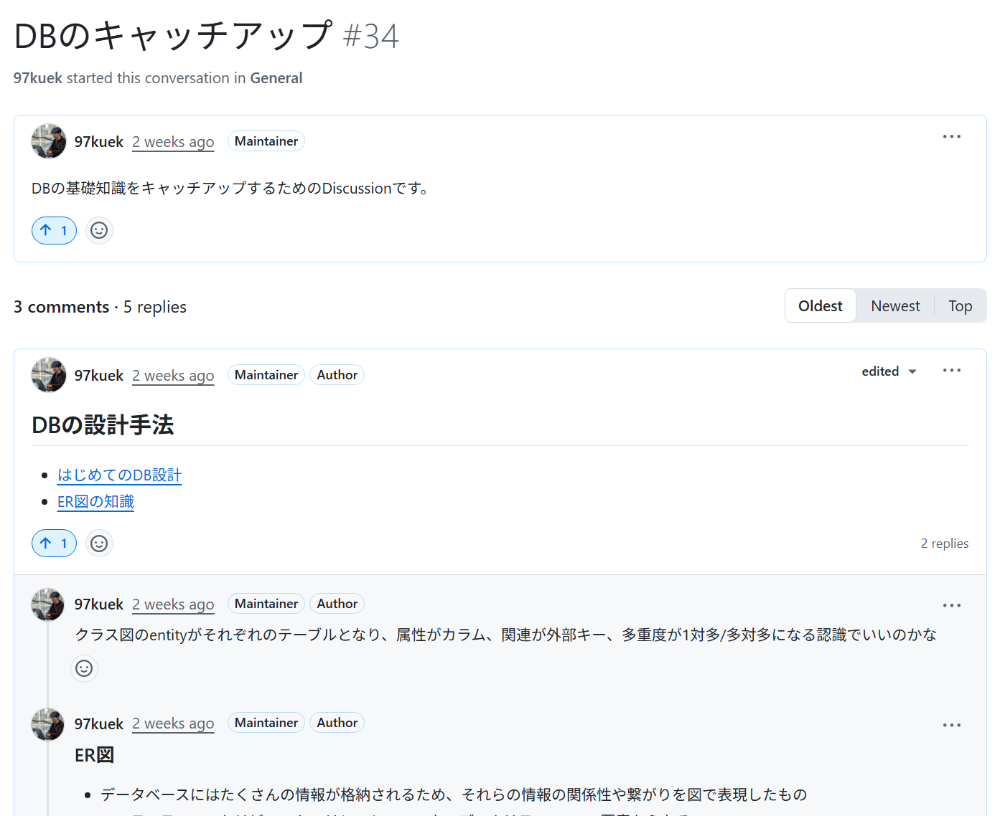 DBのキャッチアップ #34
97kuek started this conversation in General
97kuek 2 weeks ago Maintainer
DBの基礎知識をキャッチアップするためのDiscussionです。
1
3 comments · 5 replies
Oldest Newest Top
97kuek 2 weeks ago Maintainer Author edited
DBの設計手法
はじめてのDB設計
ER図の知識
1
2 replies
97kuek 2 weeks ago Maintainer Author
クラス図のentityがそれぞれのテーブルとなり、属性がカラム、関連が外部キー、多重度が1対多/多対多になる認識でいいのかな
97kuek 2 weeks ago Maintainer Author
ER図
データベースにはたくさんの情報が格納されるため、それらの情報の関係性や繋がりを図で表現したもの